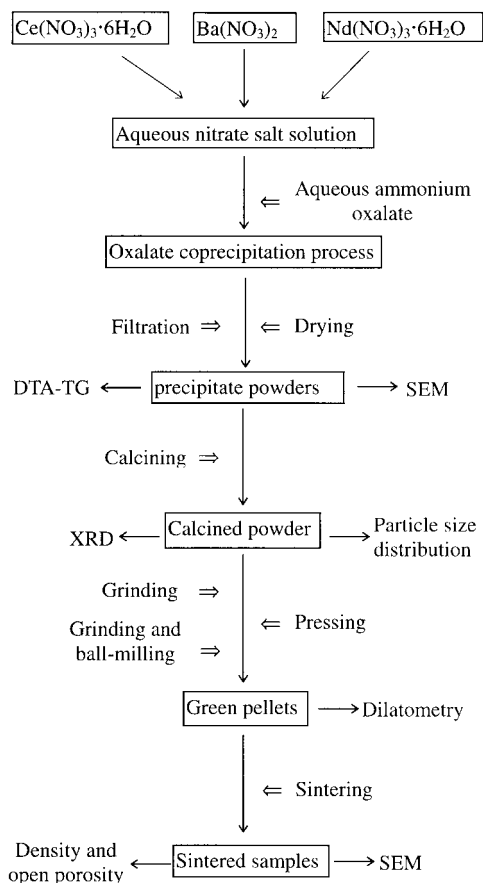 Ce(NO3)3·6H2O Ba(NO3)2 Nd(NO3)3·6H2O
Aqueous nitrate salt solution
Aqueous ammonium
oxalate
Oxalate coprecipitation process
Filtration ⇒ ⇐ Drying
DTA-TG precipitate powders SEM
Calcining ⇒
XRD Calcined powder Particle size
distribution
Grinding ⇒
⇐ Pressing
Grinding and
ball-milling ⇒
Green pellets Dilatometry
⇐ Sintering
Density and
open porosity Sintered samples SEM